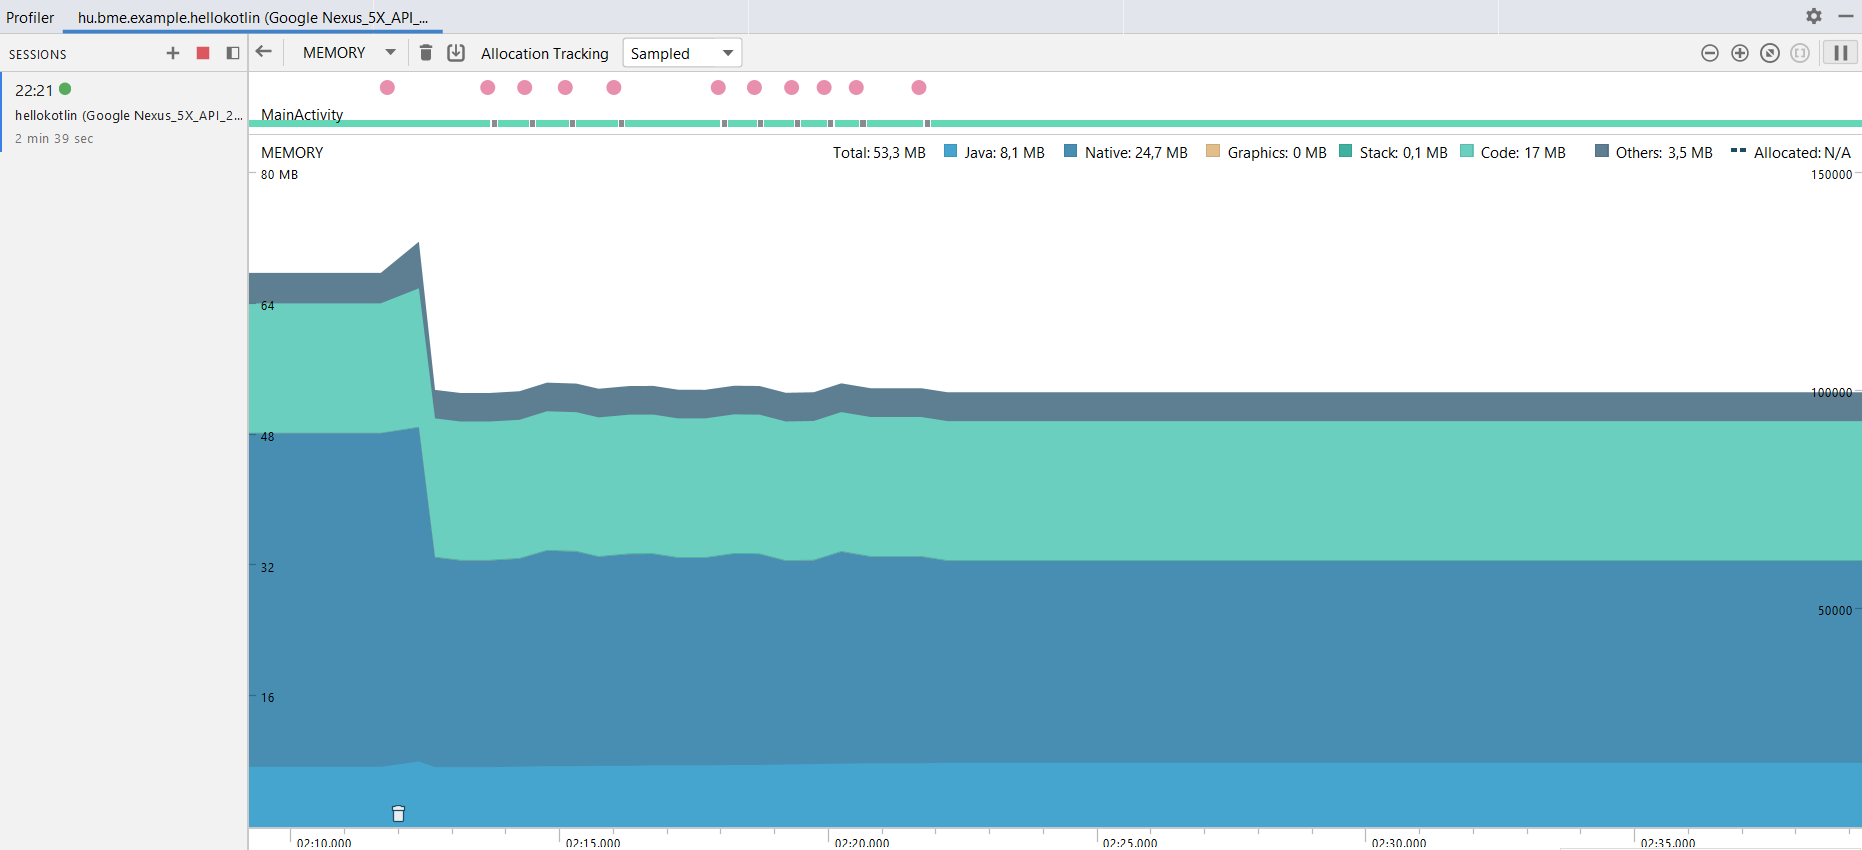 Profiler hu.bme.example.hellokotlin (Google Nexus_5X_API_...
SESSIONS MEMORY Allocation Tracking Sampled
22:21
hellokotlin (Google Nexus_5X_API_2...
2 min 39 sec
MainActivity
MEMORY Total: 53,3 MB Java: 8,1 MB Native: 24,7 MB Graphics: 0 MB Stack: 0,1 MB Code: 17 MB Others: 3,5 MB Allocated: N/A
80 MB 150000
64
100000
48
32
50000
16
02:10.000 02:15.000 02:20.000 02:25.000 02:30.000 02:35.000